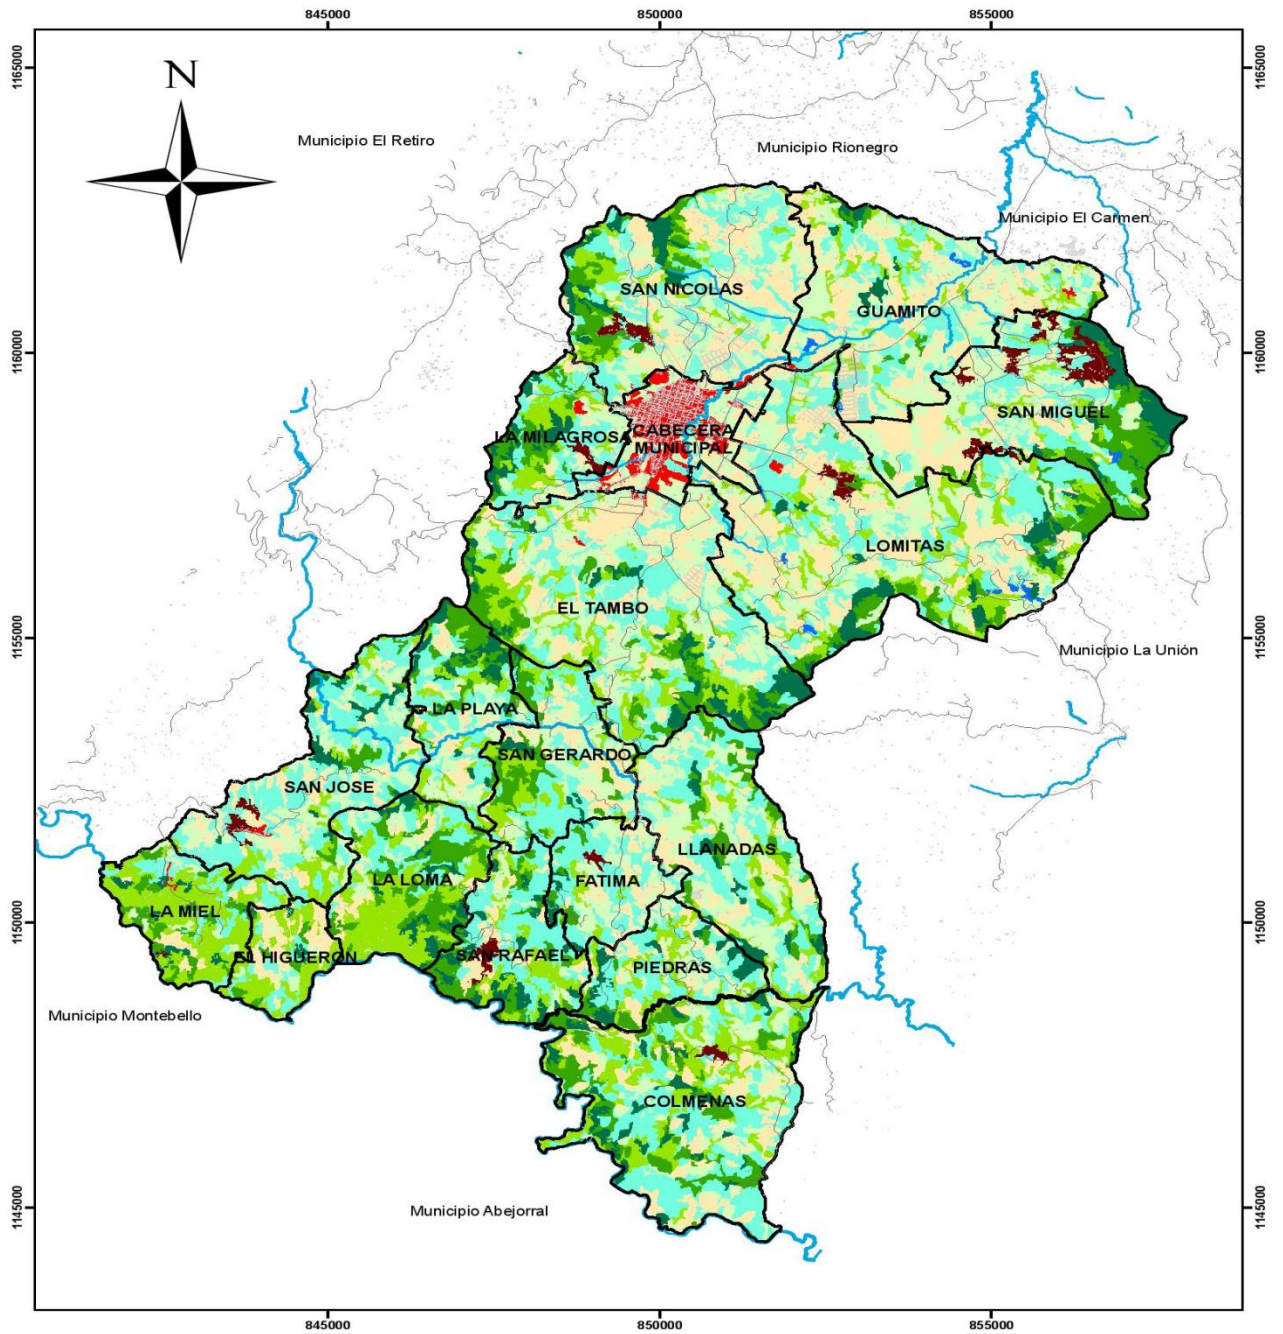 845000
850000
855000
1165000
1165000
N
Municipio El Retiro
Municipio Rionegro
Municipio El Carmen
SAN NICOLAS
GUAMITO
1160000
1160000
SAN MIGUEL
LA MILAGROSA
CABECERA
MUNICIPAL
LOMITAS
EL TAMBO
1155000
1155000
Municipio La Unión
LA PLAYA
SAN GERARDO
SAN JOSE
LLANADAS
LA LOMA
FATIMA
LA MIEL
1150000
1150000
EL HIGUERON
SAN RAFAEL
PIEDRAS
Municipio Montebello
COLMENAS
Municipio Abejorral
1145000
1145000
845000
850000
855000